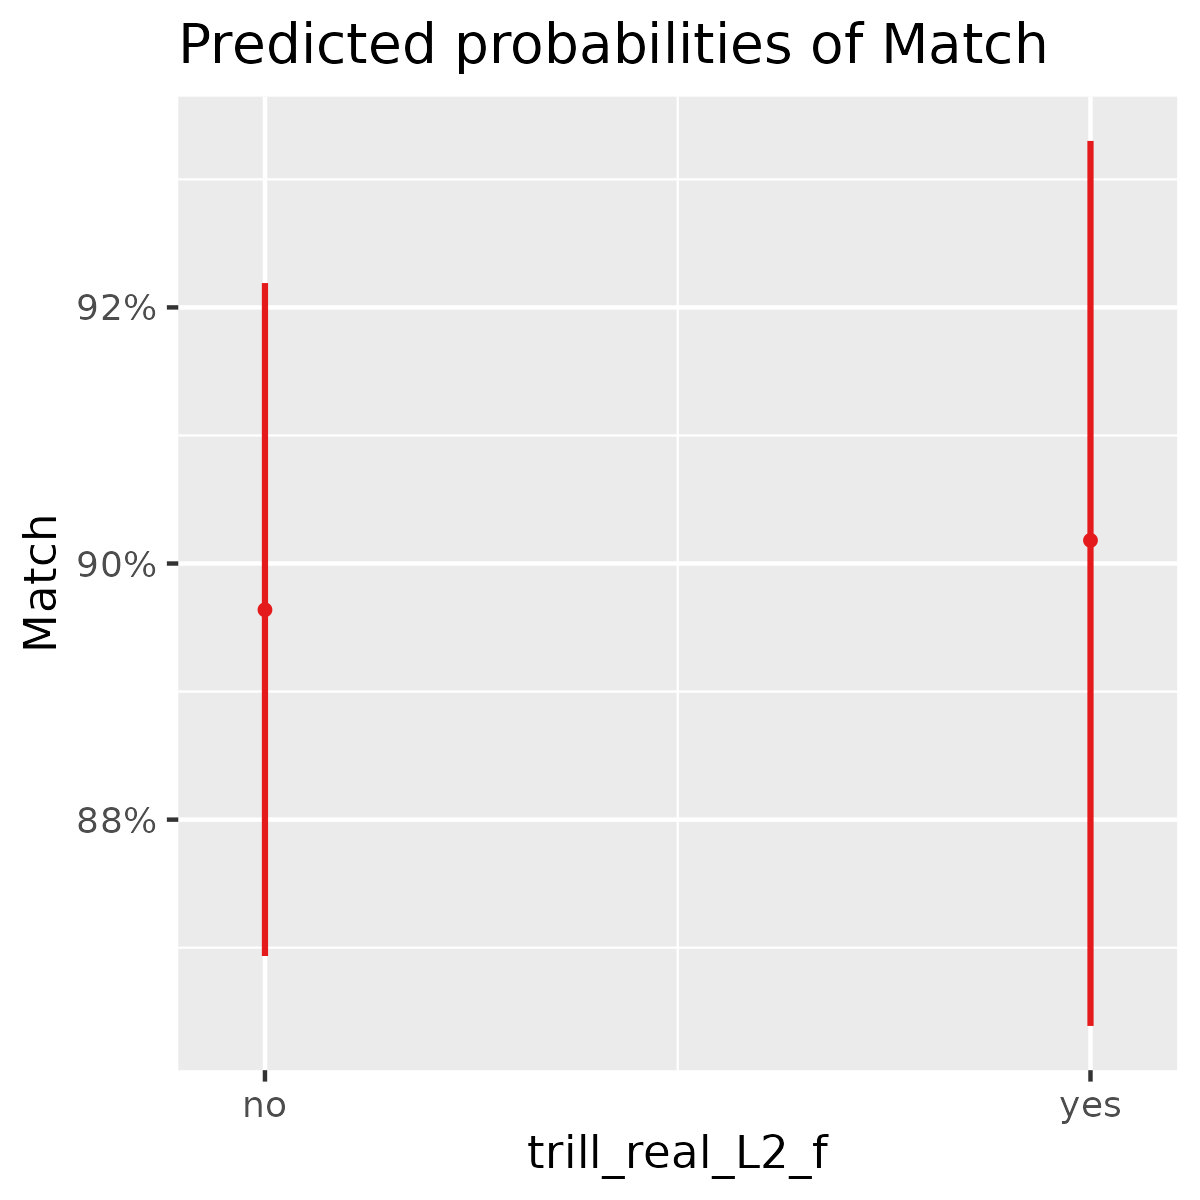 Predicted probabilities of Match
92%
90%
88%
Match
no
yes
trill_real_L2_f